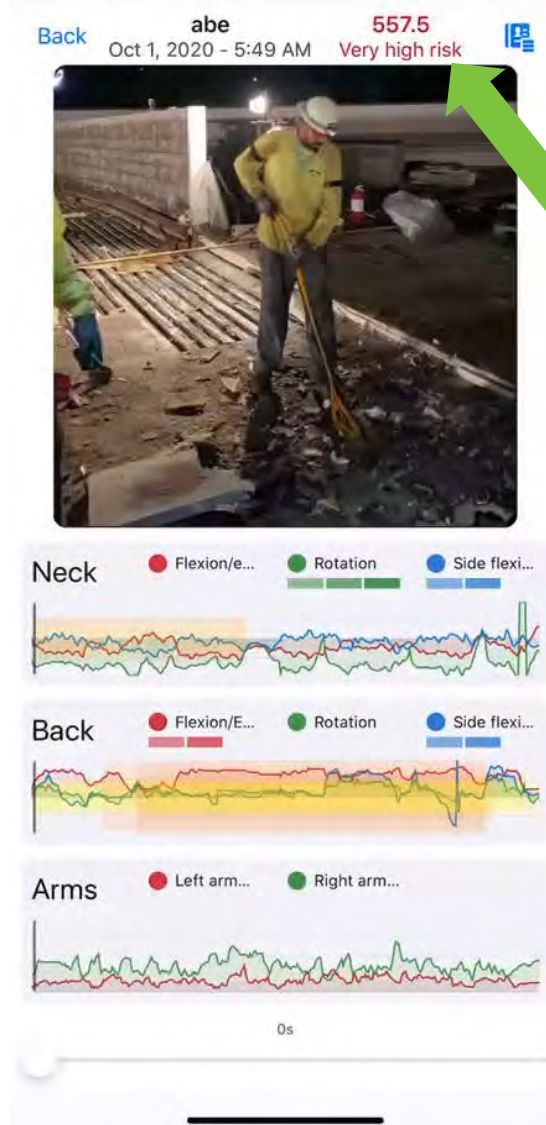 Back
abe
557.5
Oct 1, 2020 - 5:49 AM
Very high risk
Neck
Flexion/e...
Rotation
Side flexi...
Back
Flexion/E...
Rotation
Side flexi...
Arms
Left arm...
Right arm...
0s